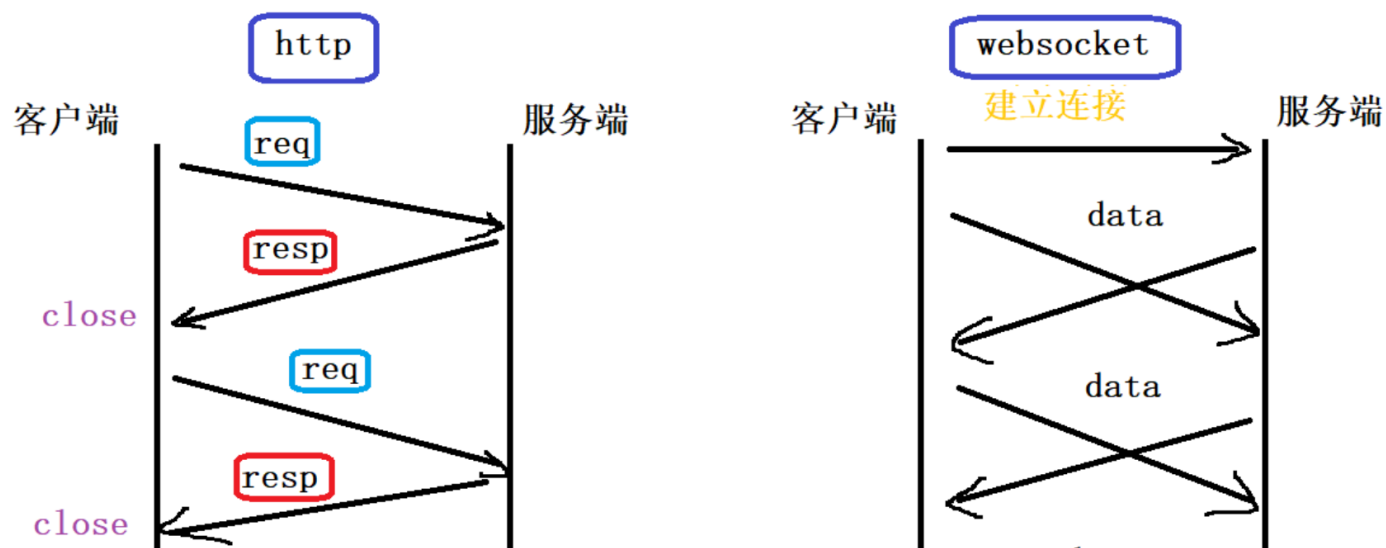 http
客户端
服务端
req
resp
close
req
resp
close
websocket
建立连接
客户端
服务端
data
data